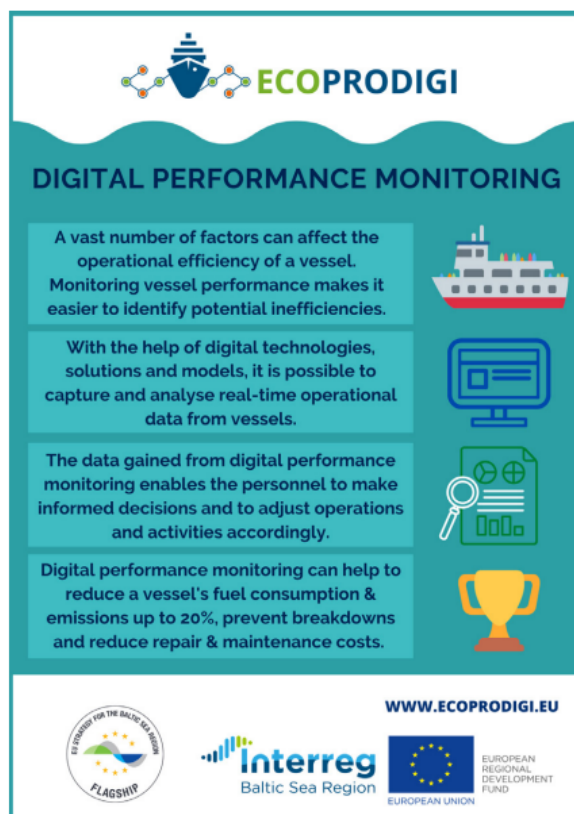 ECOPRODIGI
DIGITAL PERFORMANCE MONITORING
A vast number of factors can affect the
operational efficiency of a vessel.
Monitoring vessel performance makes it
easier to identify potential inefficiencies.
With the help of digital technologies,
solutions and models, it is possible to
capture and analyse real-time operational
data from vessels.
The data gained from digital performance
monitoring enables the personnel to make
informed decisions and to adjust operations
and activities accordingly.
Digital performance monitoring can help to
reduce a vessel's fuel consumption &
emissions up to 20%, prevent breakdowns
and reduce repair & maintenance costs.
WWW.ECOPRODIGI.EU
EU STRATEGY FOR THE BALTIC SEA REGION
FLAGSHIP
Interreg
Baltic Sea Region
EUROPEAN UNION
EUROPEAN
REGIONAL
DEVELOPMENT
FUND